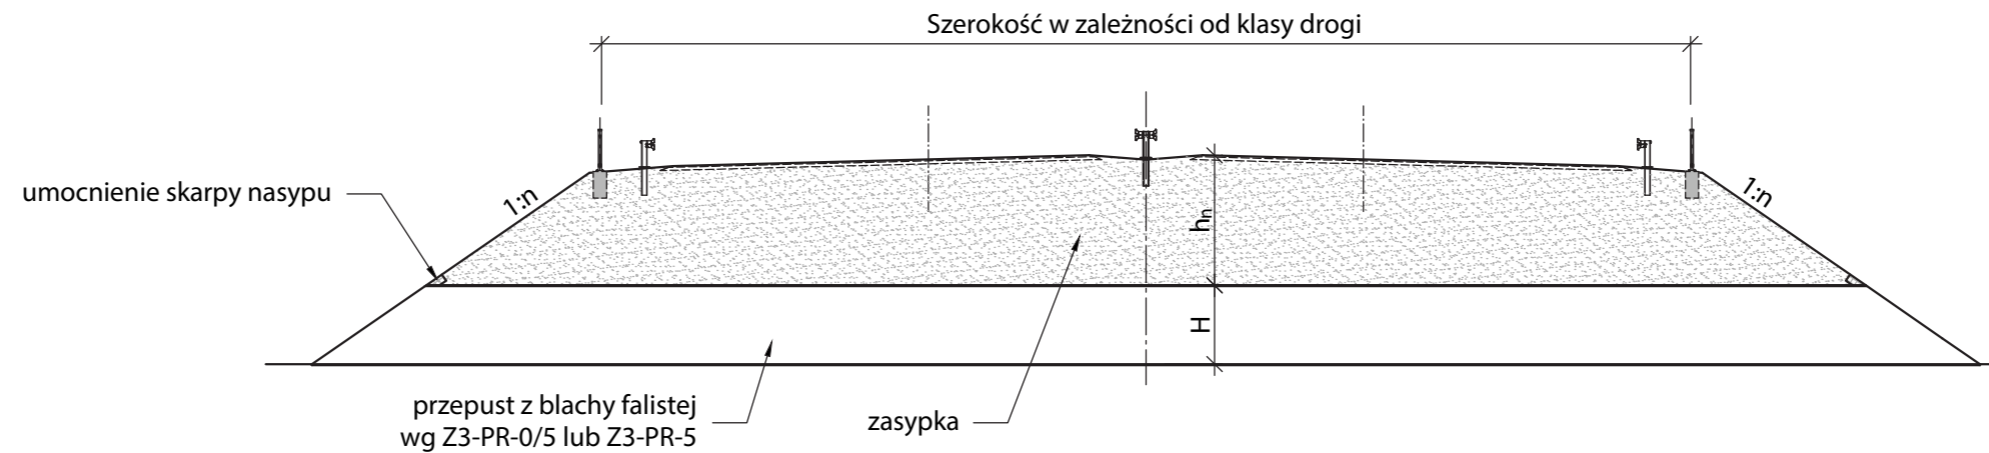 Szerokość w zależności od klasy drogi
umocnienie skarpy nasypu
1:n
1:n
hn
H
przepust z blachy falistej
wg Z3-PR-0/5 lub Z3-PR-5
zasypka